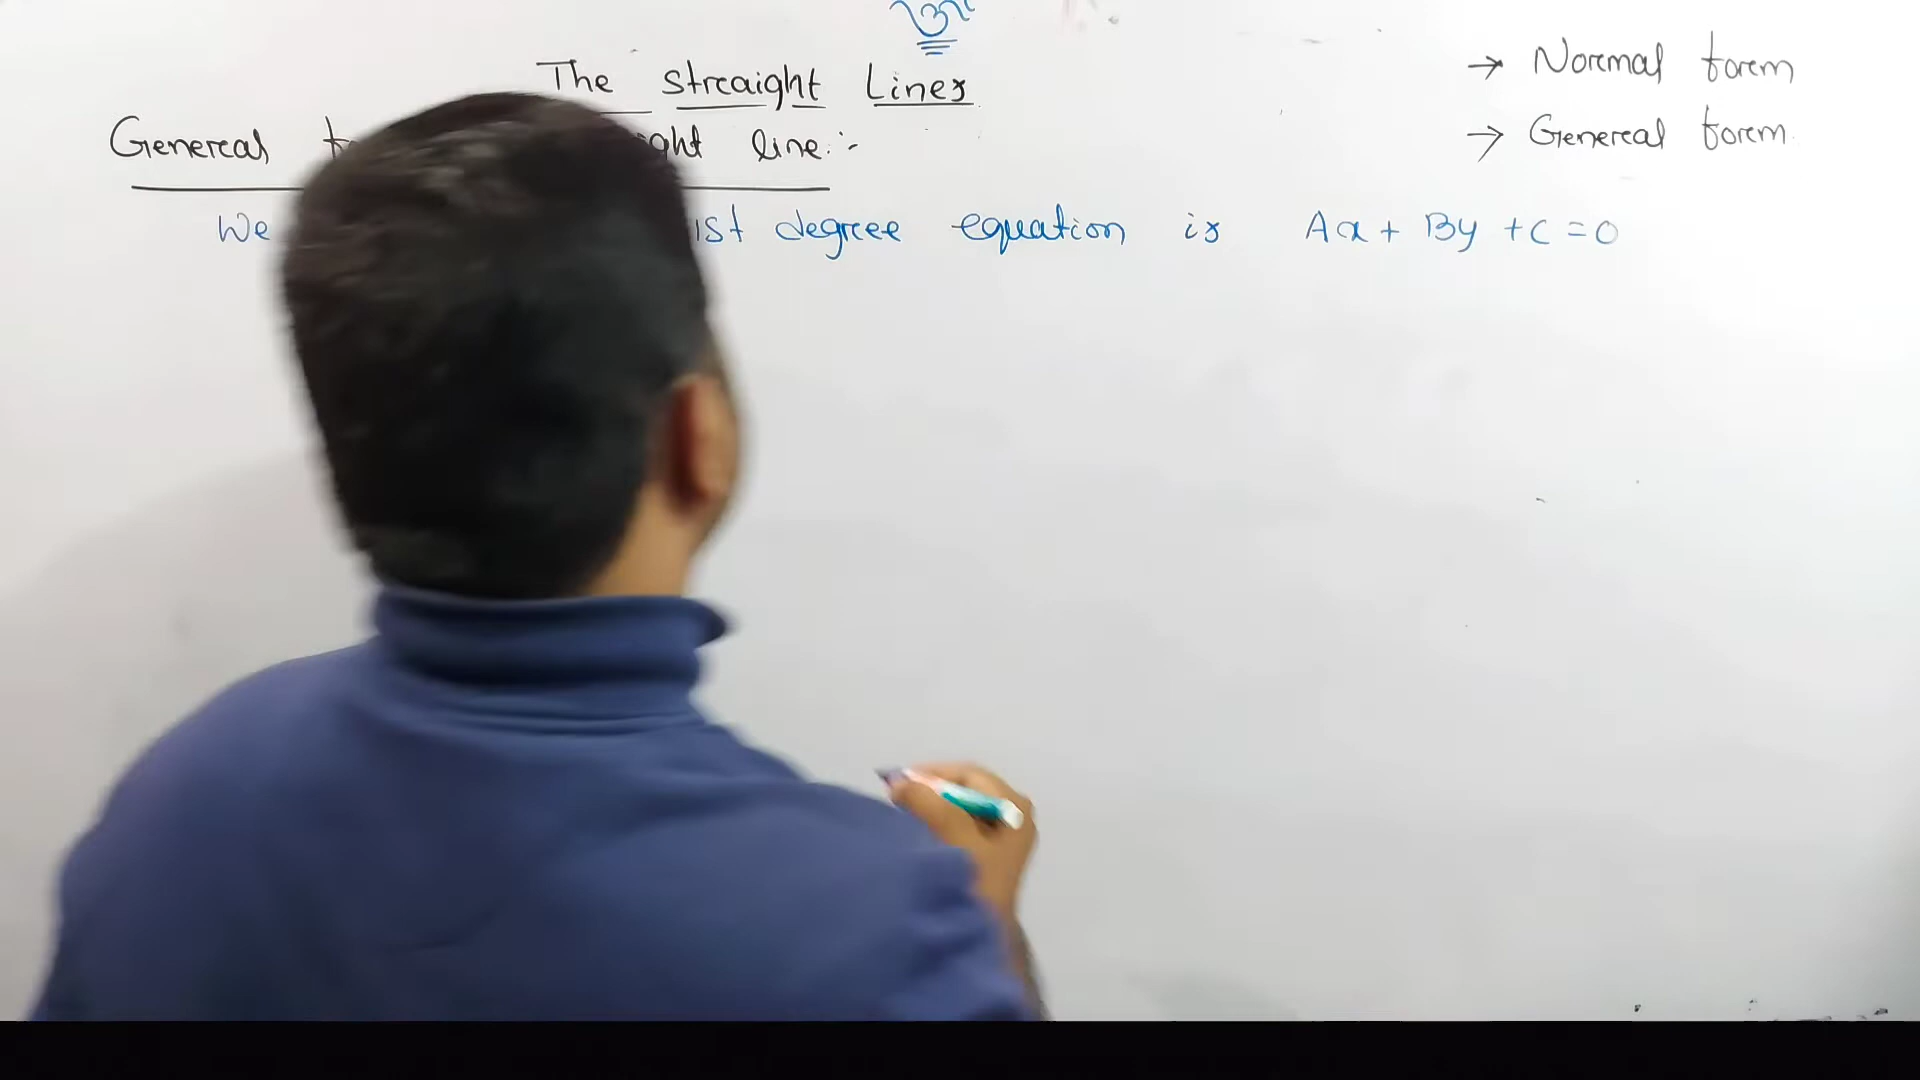 The straight Lines
General ght line:-
We 1st degree equation is Ax + By + C = 0
→ Normal form
→ General form